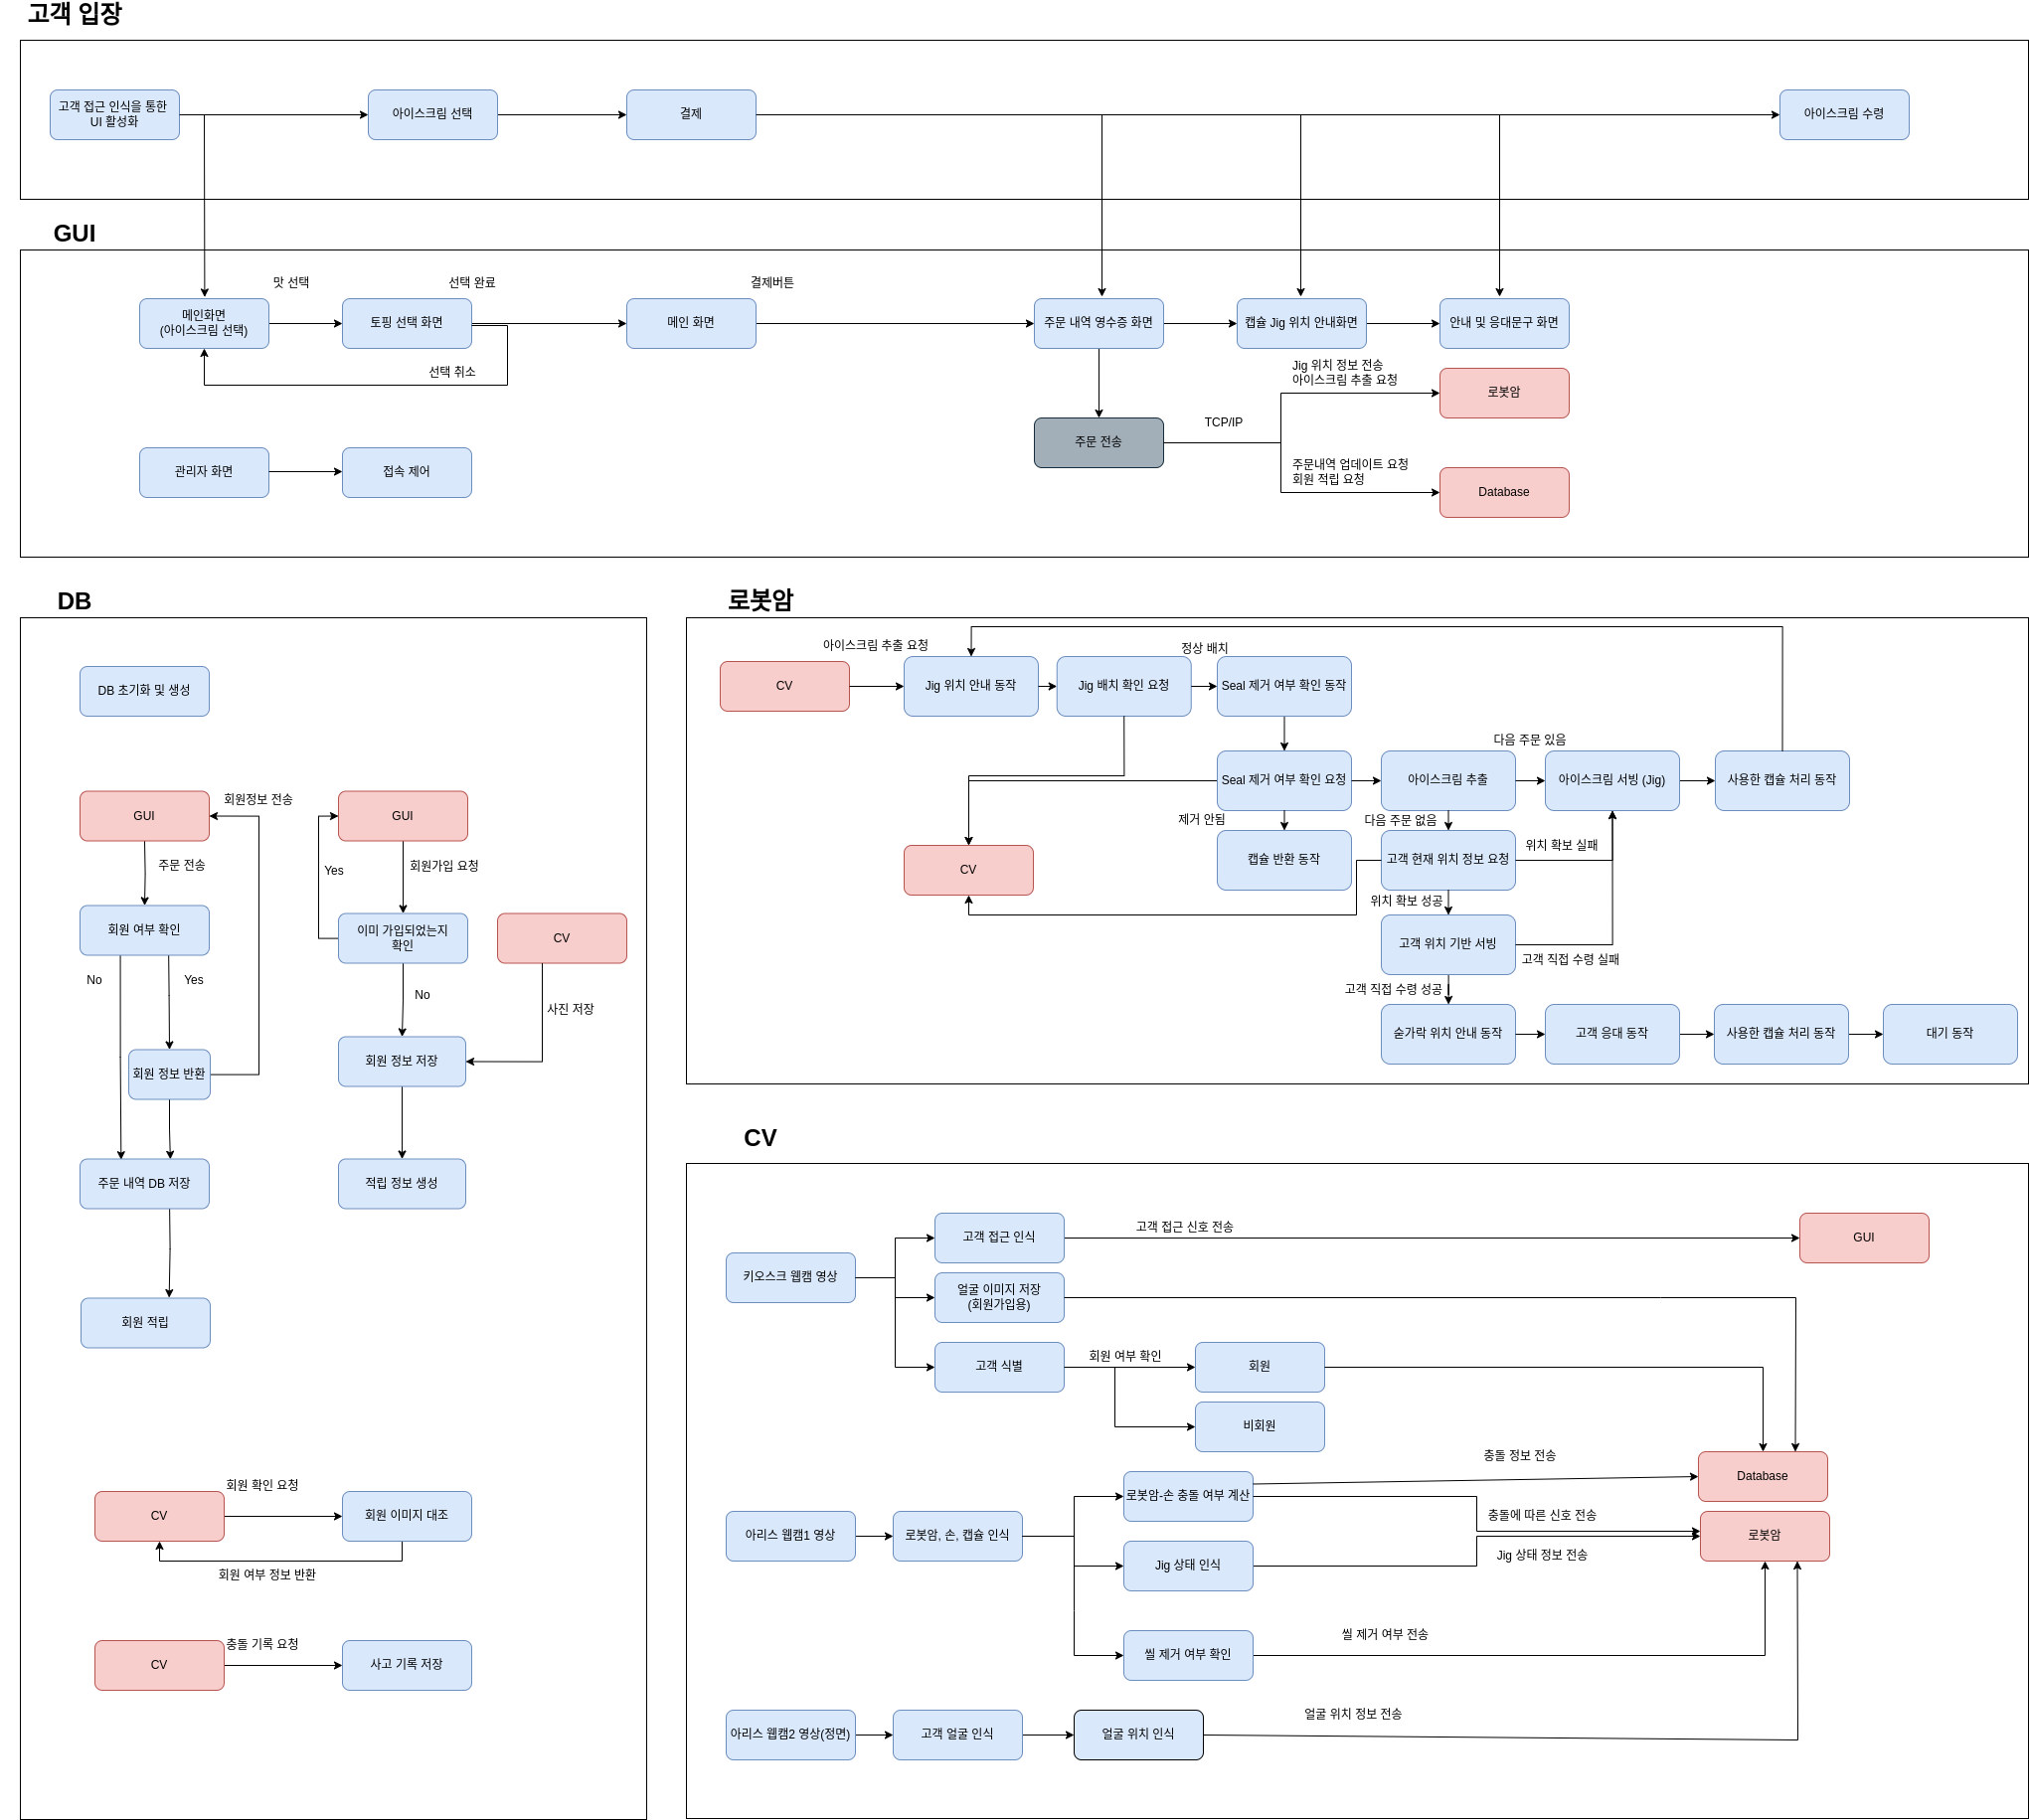 고객 입장
고객 접근 인식을 통한
UI 활성화
아이스크림 선택
결제
아이스크림 수령
GUI
맛 선택
선택 완료
결제버튼
메인화면
(아이스크림 선택)
토핑 선택 화면
메인 화면
주문 내역 영수증 화면
캡슐 Jig 위치 안내화면
안내 및 응대문구 화면
선택 취소
Jig 위치 정보 전송
아이스크림 추출 요청
로봇암
TCP/IP
주문 전송
관리자 화면
접속 제어
주문내역 업데이트 요청
회원 적립 요청
Database
DB
DB 초기화 및 생성
GUI
회원정보 전송
GUI
주문 전송
Yes
회원가입 요청
회원 여부 확인
이미 가입되었는지
확인
CV
No
Yes
No
사진 저장
회원 정보 반환
회원 정보 저장
주문 내역 DB 저장
적립 정보 생성
회원 적립
회원 확인 요청
CV
회원 이미지 대조
회원 여부 정보 반환
충돌 기록 요청
CV
사고 기록 저장
로봇암
아이스크림 추출 요청
정상 배치
CV
Jig 위치 안내 동작
Jig 배치 확인 요청
Seal 제거 여부 확인 동작
다음 주문 있음
Seal 제거 여부 확인 요청
아이스크림 추출
아이스크림 서빙 (Jig)
사용한 캡슐 처리 동작
제거 안됨
다음 주문 없음
위치 확보 실패
CV
캡슐 반환 동작
고객 현재 위치 정보 요청
위치 확보 성공
고객 위치 기반 서빙
고객 직접 수령 실패
고객 직접 수령 성공
숟가락 위치 안내 동작
고객 응대 동작
사용한 캡슐 처리 동작
대기 동작
CV
고객 접근 신호 전송
고객 접근 인식
GUI
키오스크 웹캠 영상
얼굴 이미지 저장
(회원가입용)
회원 여부 확인
고객 식별
회원
비회원
충돌 정보 전송
Database
로봇암-손 충돌 여부 계산
충돌에 따른 신호 전송
아리스 웹캠1 영상
로봇암, 손, 캡슐 인식
로봇암
Jig 상태 정보 전송
Jig 상태 인식
씰 제거 여부 전송
씰 제거 여부 확인
얼굴 위치 정보 전송
아리스 웹캠2 영상(정면)
고객 얼굴 인식
얼굴 위치 인식